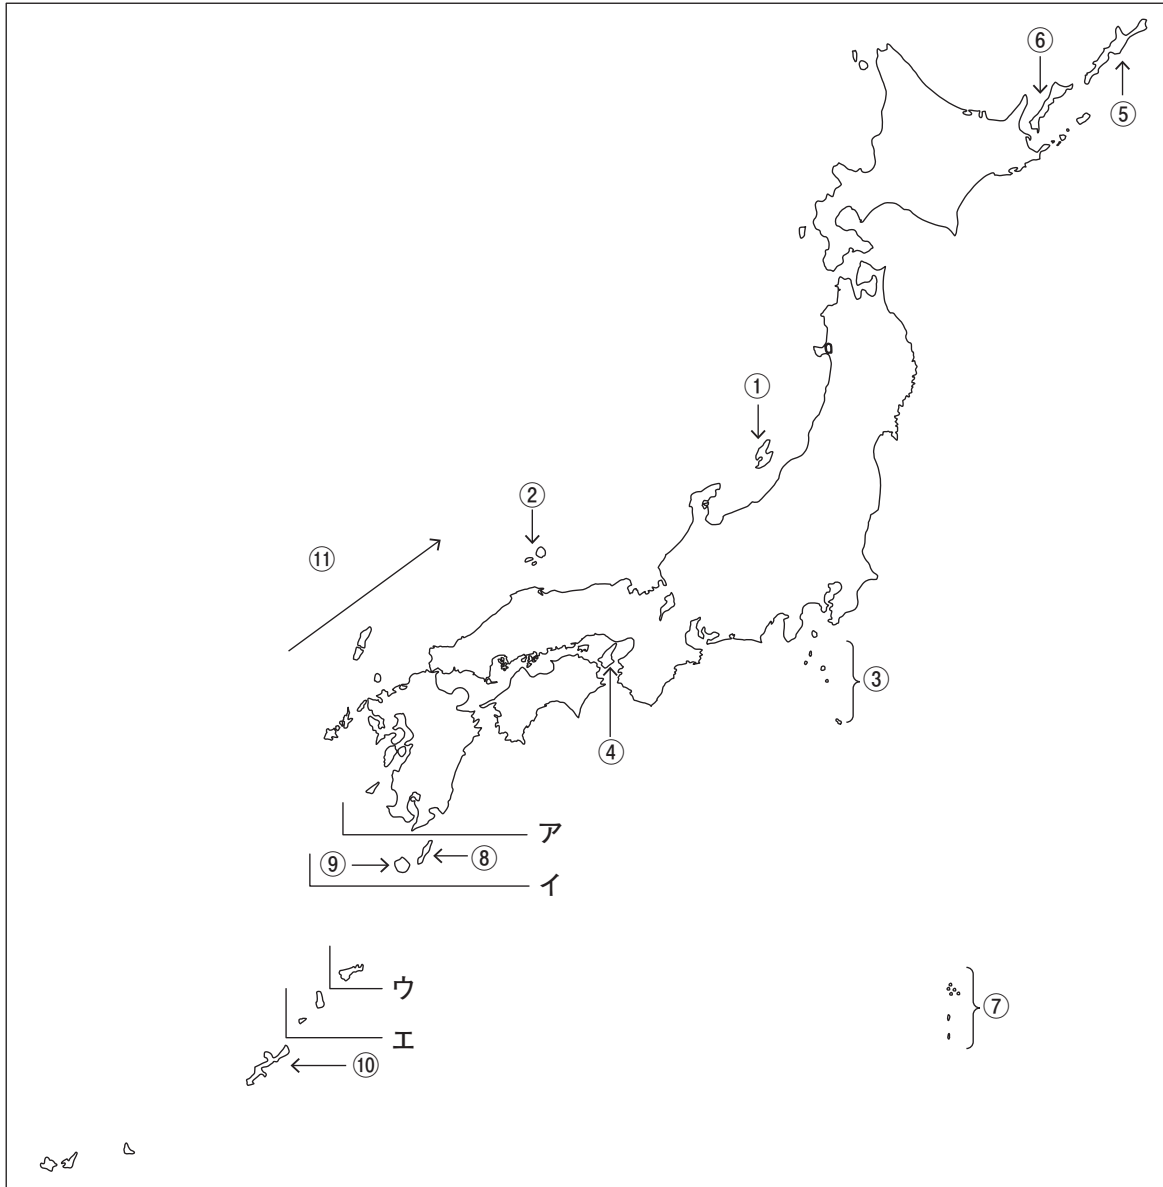 ⑥
⑤
①
②
⑪
③
④
ア
⑨
⑧
イ
ウ
⑦
エ
⑩